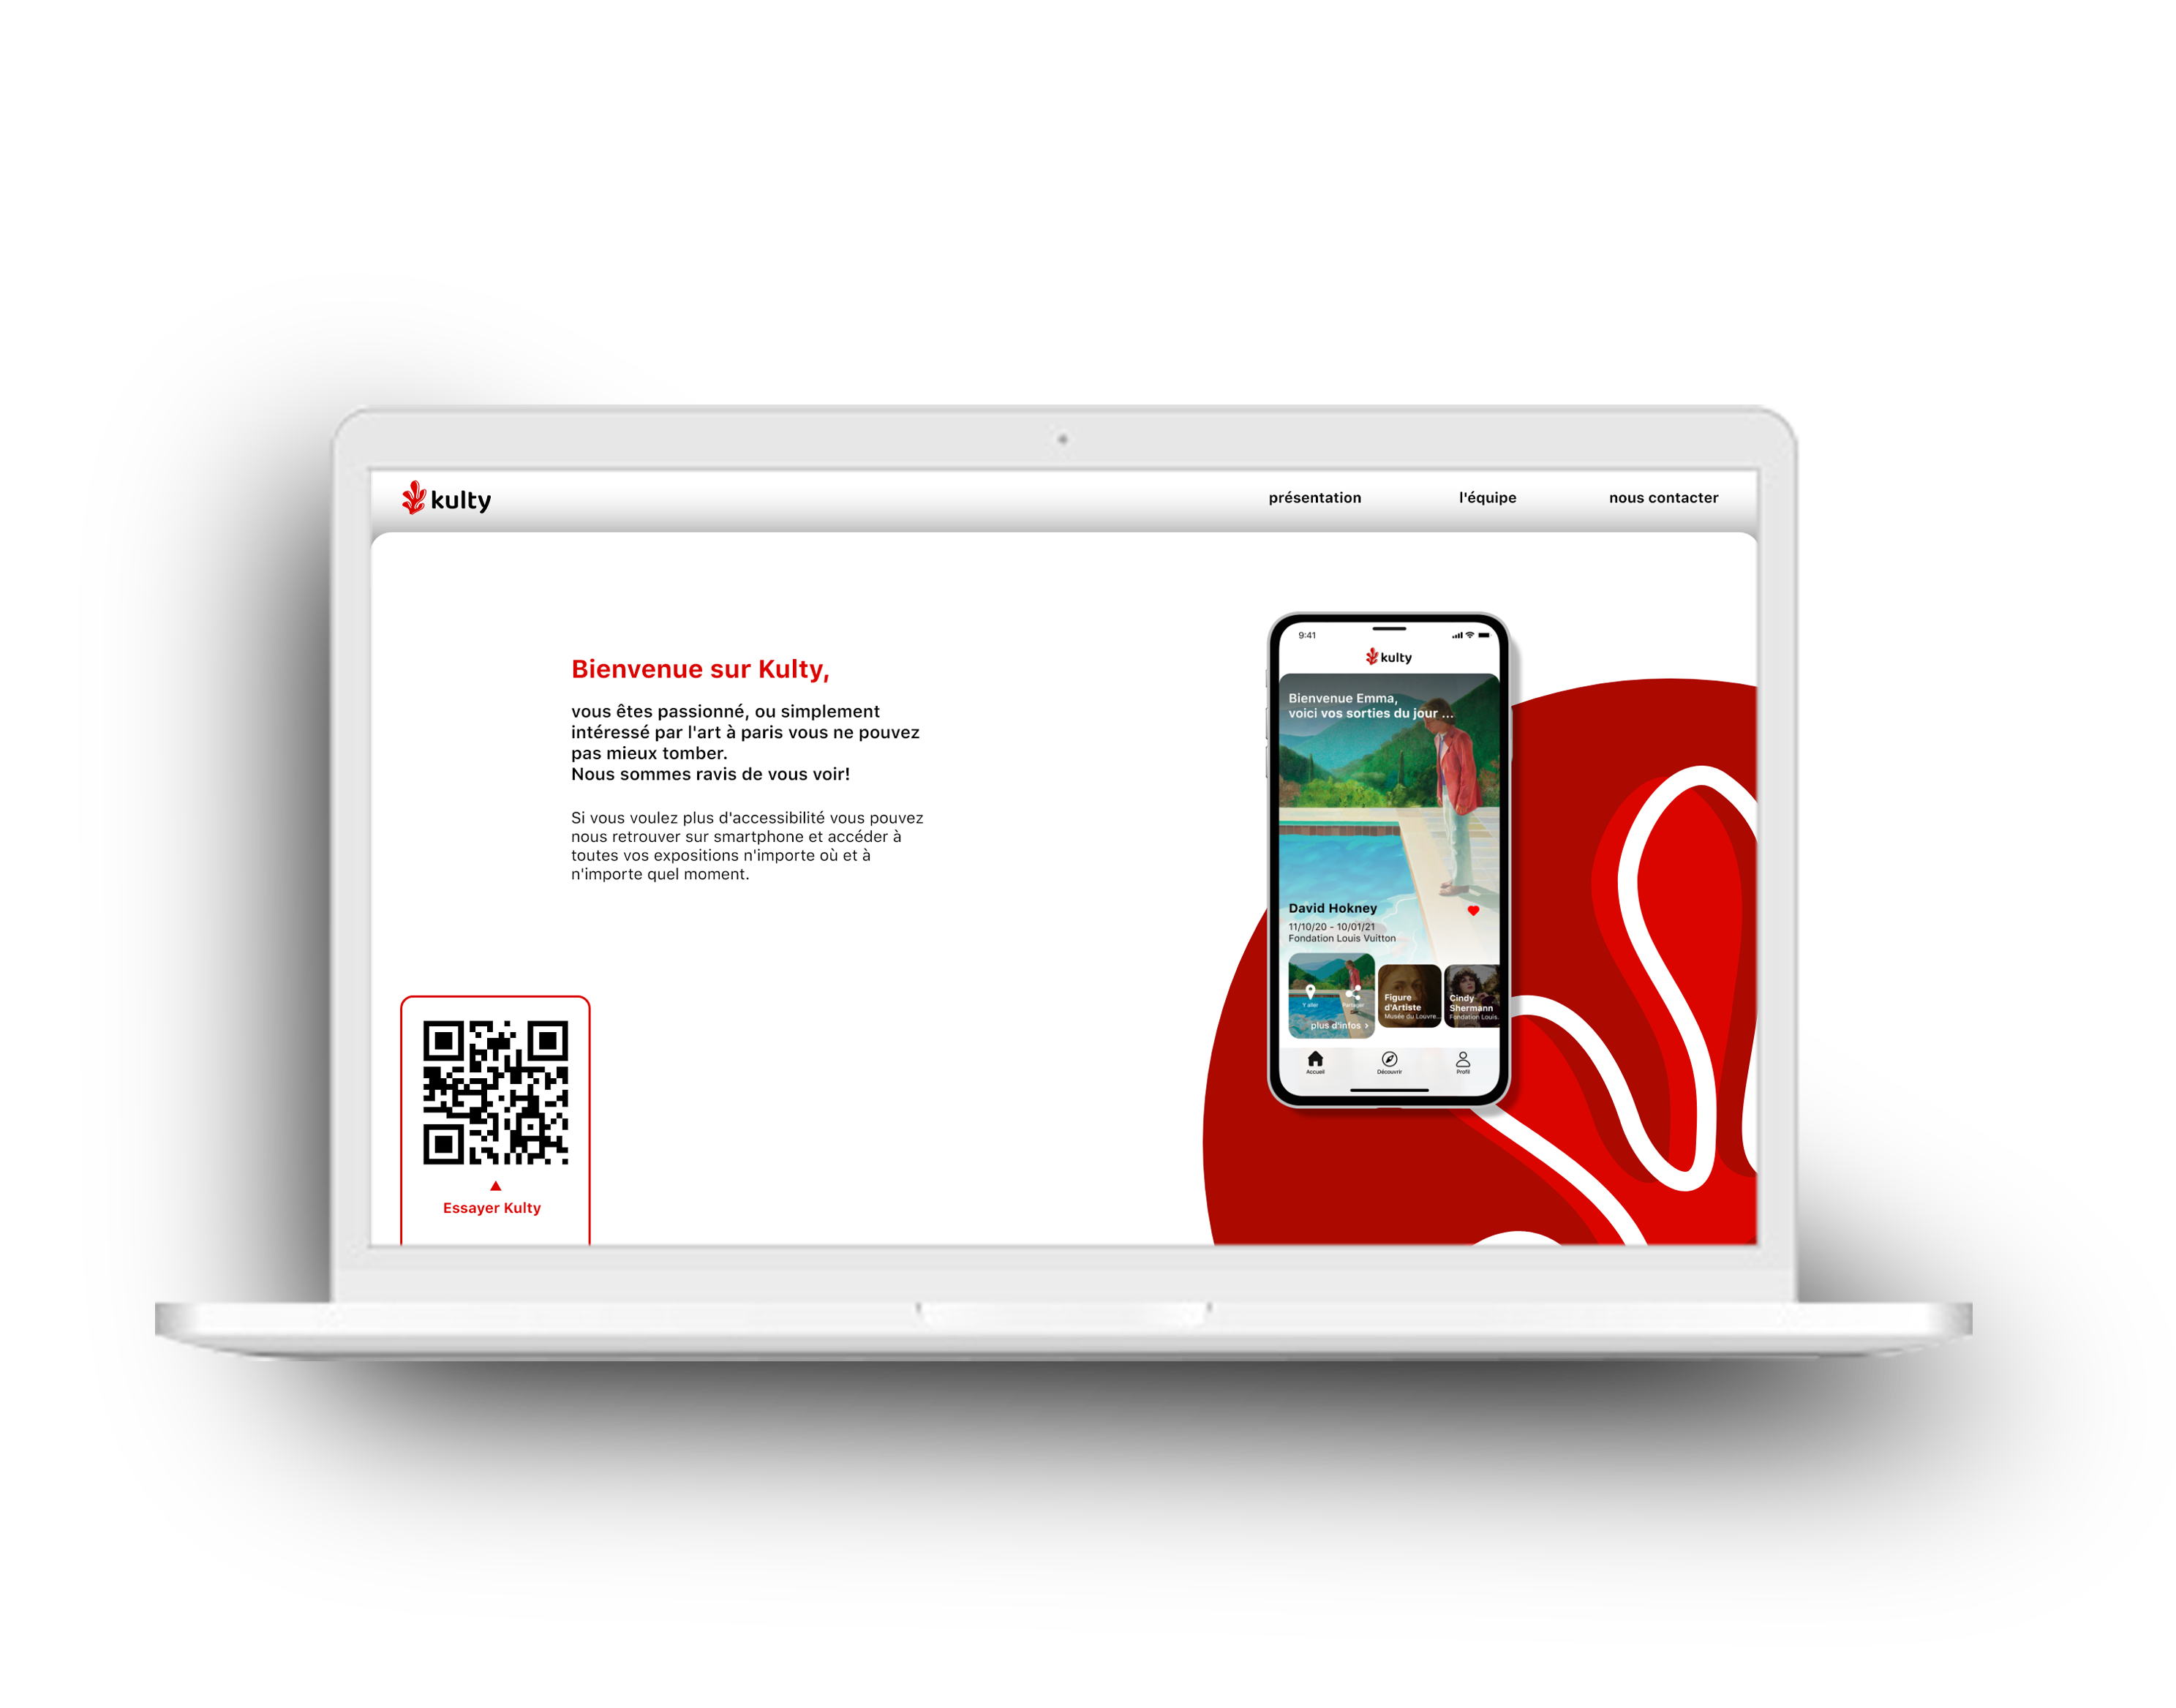 kulty
présentation
l'équipe
nous contacter
Bienvenue sur Kulty,
vous êtes passionné, ou simplement
intéressé par l'art à paris vous ne pouvez
pas mieux tomber.
Nous sommes ravis de vous voir!
Si vous voulez plus d'accessibilité vous pouvez
nous retrouver sur smartphone et accéder à
toutes vos expositions n'importe où et à
n'importe quel moment.
Essayer Kulty
9:41
kulty
Bienvenue Emma,
voici vos sorties du jour ...
David Hokney
11/10/20 - 10/01/21
Fondation Louis Vuitton
Y aller
Partager
plus d'infos >
Figure
d'Artiste
Musée du Louvre...
Cindy
Shermann
Fondation Louis.
Accueil
Découvrir
Profil